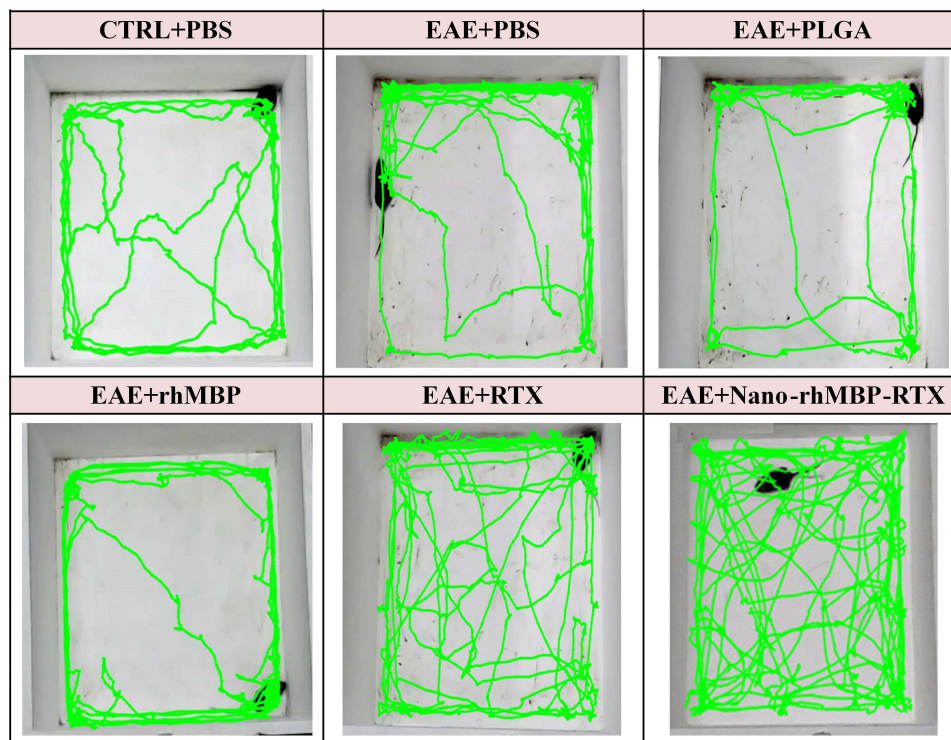 CTRL+PBS
EAE+PBS
EAE+PLGA
EAE+rhMBP
EAE+RTX
EAE+Nano-rhMBP-RTX